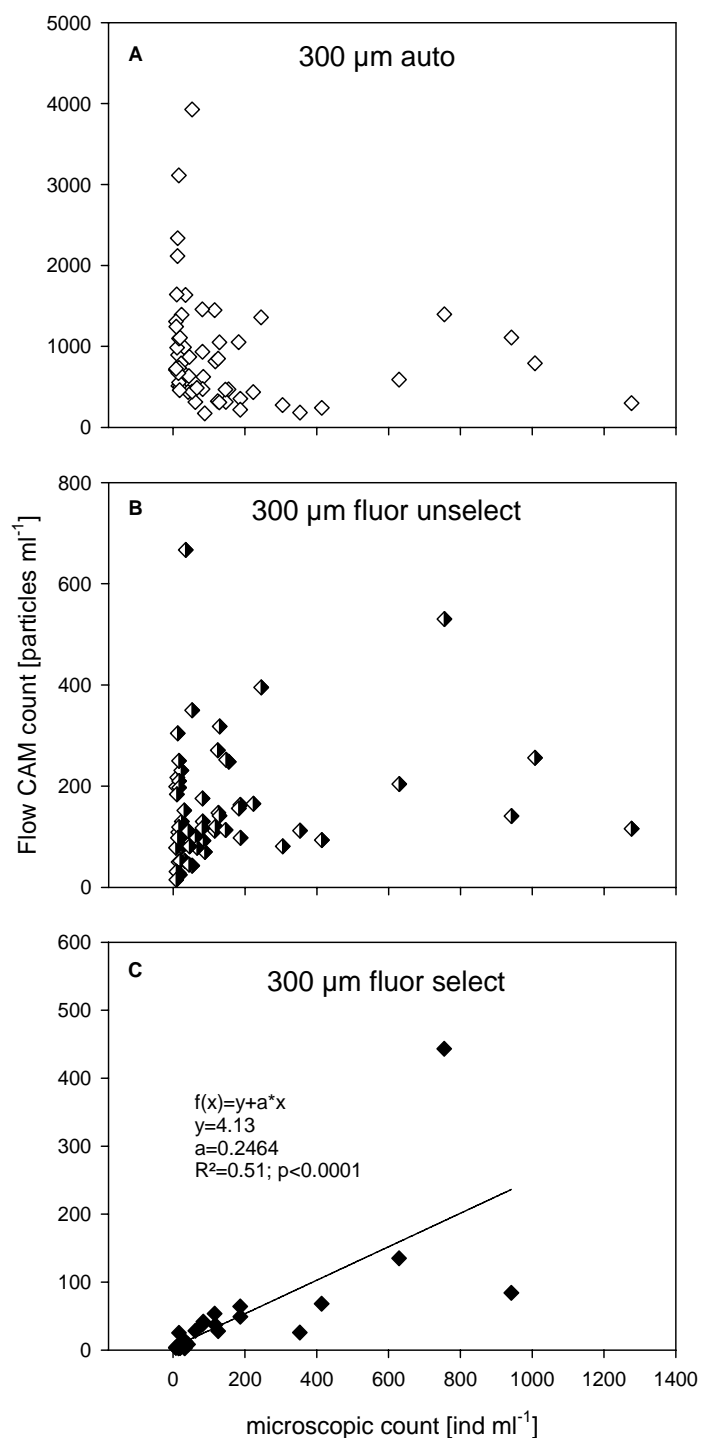 A
300 µm auto
5000
4000
3000
2000
1000
0
B
300 µm fluor unselect
800
600
400
200
0
Flow CAM count [particles ml⁻¹]
C
300 µm fluor select
600
500
400
300
200
100
0
f(x)=y+a*x
y=4.13
a=0.2464
R²=0.51; p<0.0001
0 200 400 600 800 1000 1200 1400
microscopic count [ind ml⁻¹]